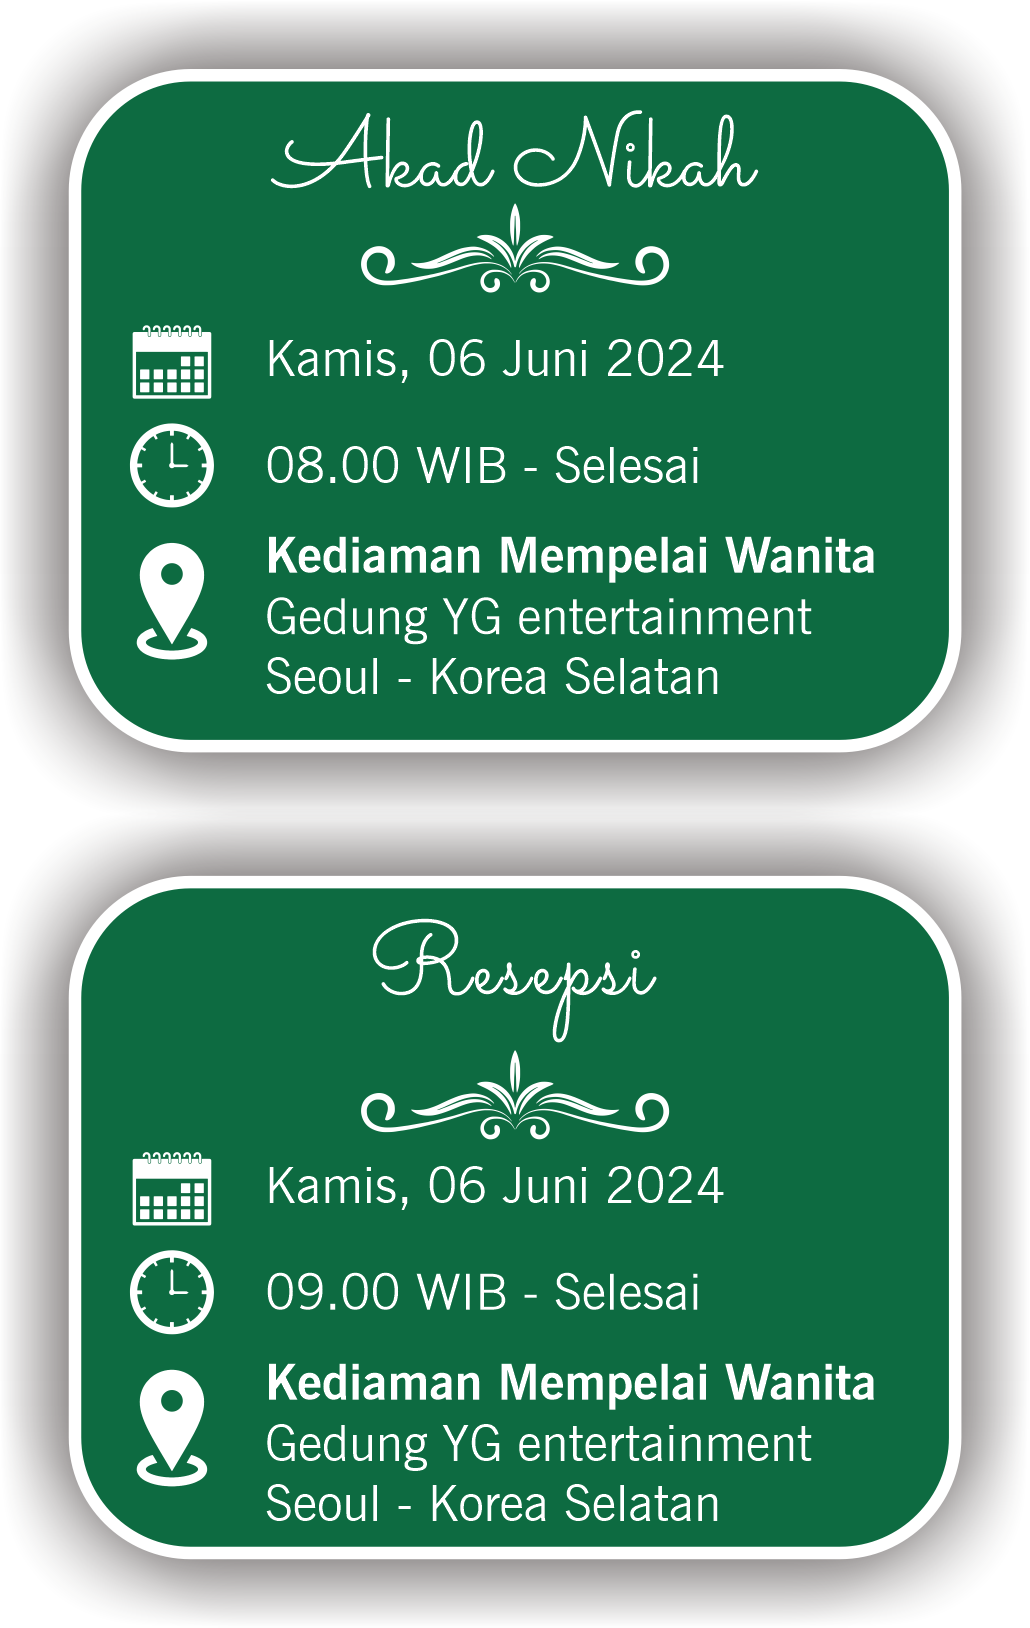 Akad Nikah
Kamis, 06 Juni 2024
08.00 WIB - Selesai
Kediaman Mempelai Wanita
Gedung YG entertainment
Seoul - Korea Selatan
Resepsi
Kamis, 06 Juni 2024
09.00 WIB - Selesai
Kediaman Mempelai Wanita
Gedung YG entertainment
Seoul - Korea Selatan